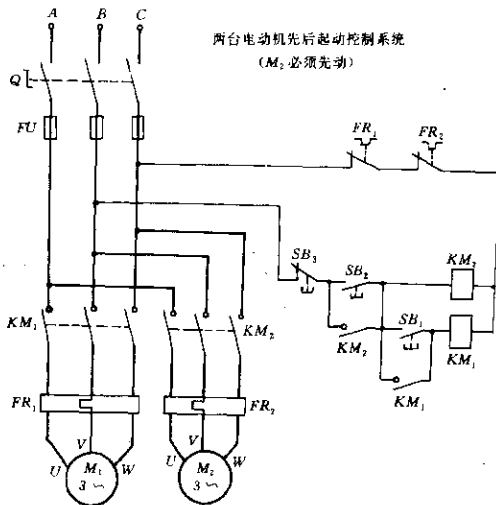 A B C
两台电动机先后起动控制系统
(M₂必须先动)
Q
FU
FR₁ FR₂
SB₃ SB₂ KM₂
KM₂ SB₁ KM₁
KM₁
KM₁ KM₂
FR₁ FR₂
U V W U V W
M₁ M₂
3～ 3～